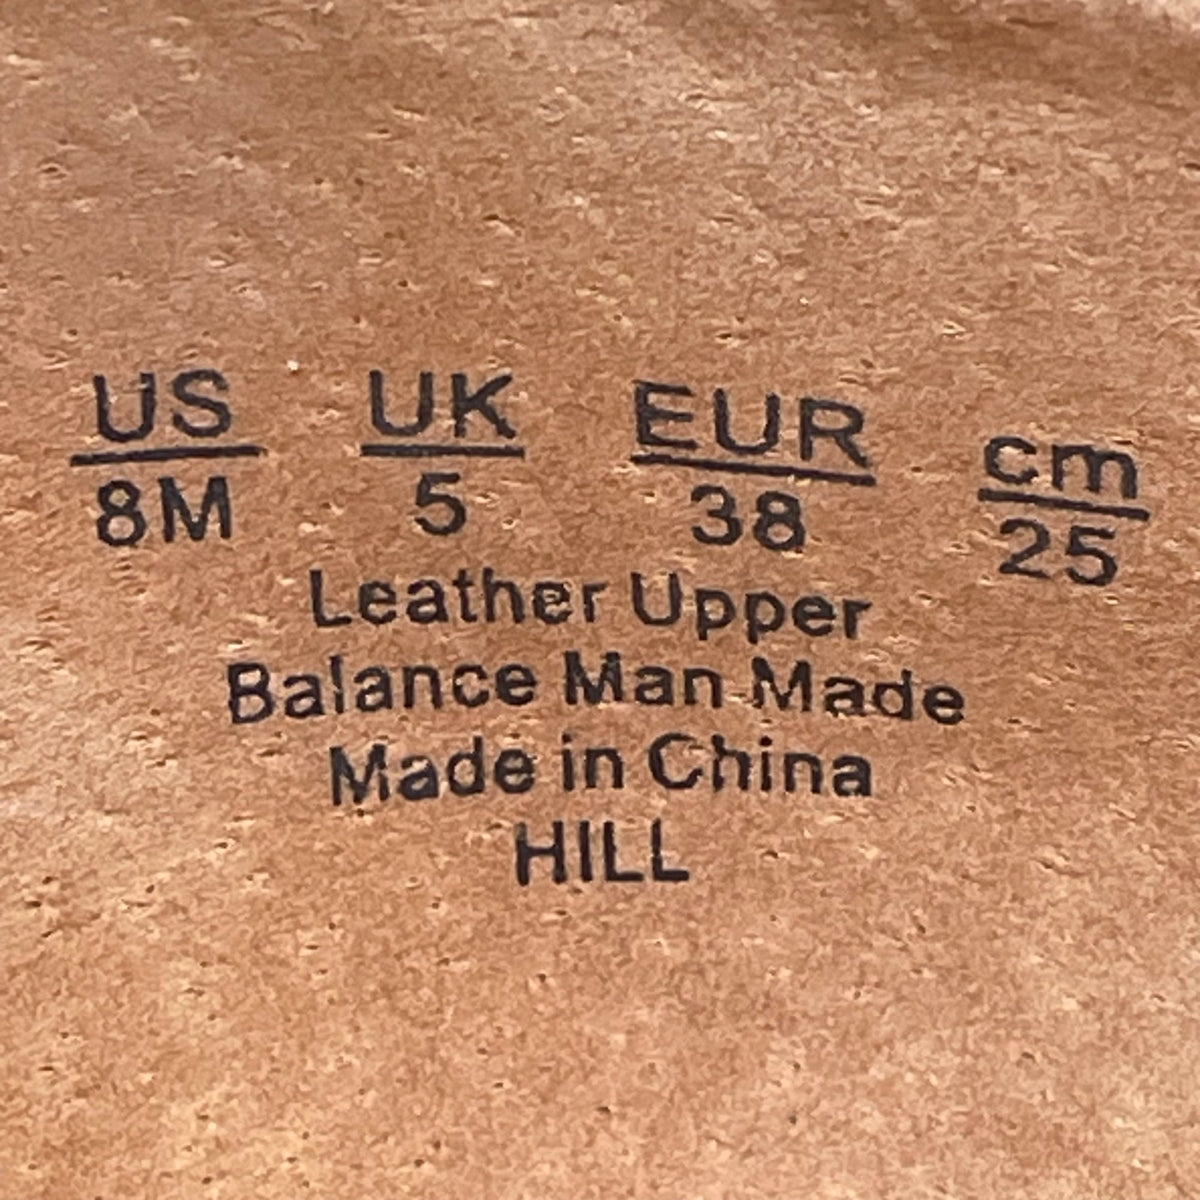 US UK EUR cm
8M 5 38 25
Leather Upper
Balance Man Made
Made in China
HILL